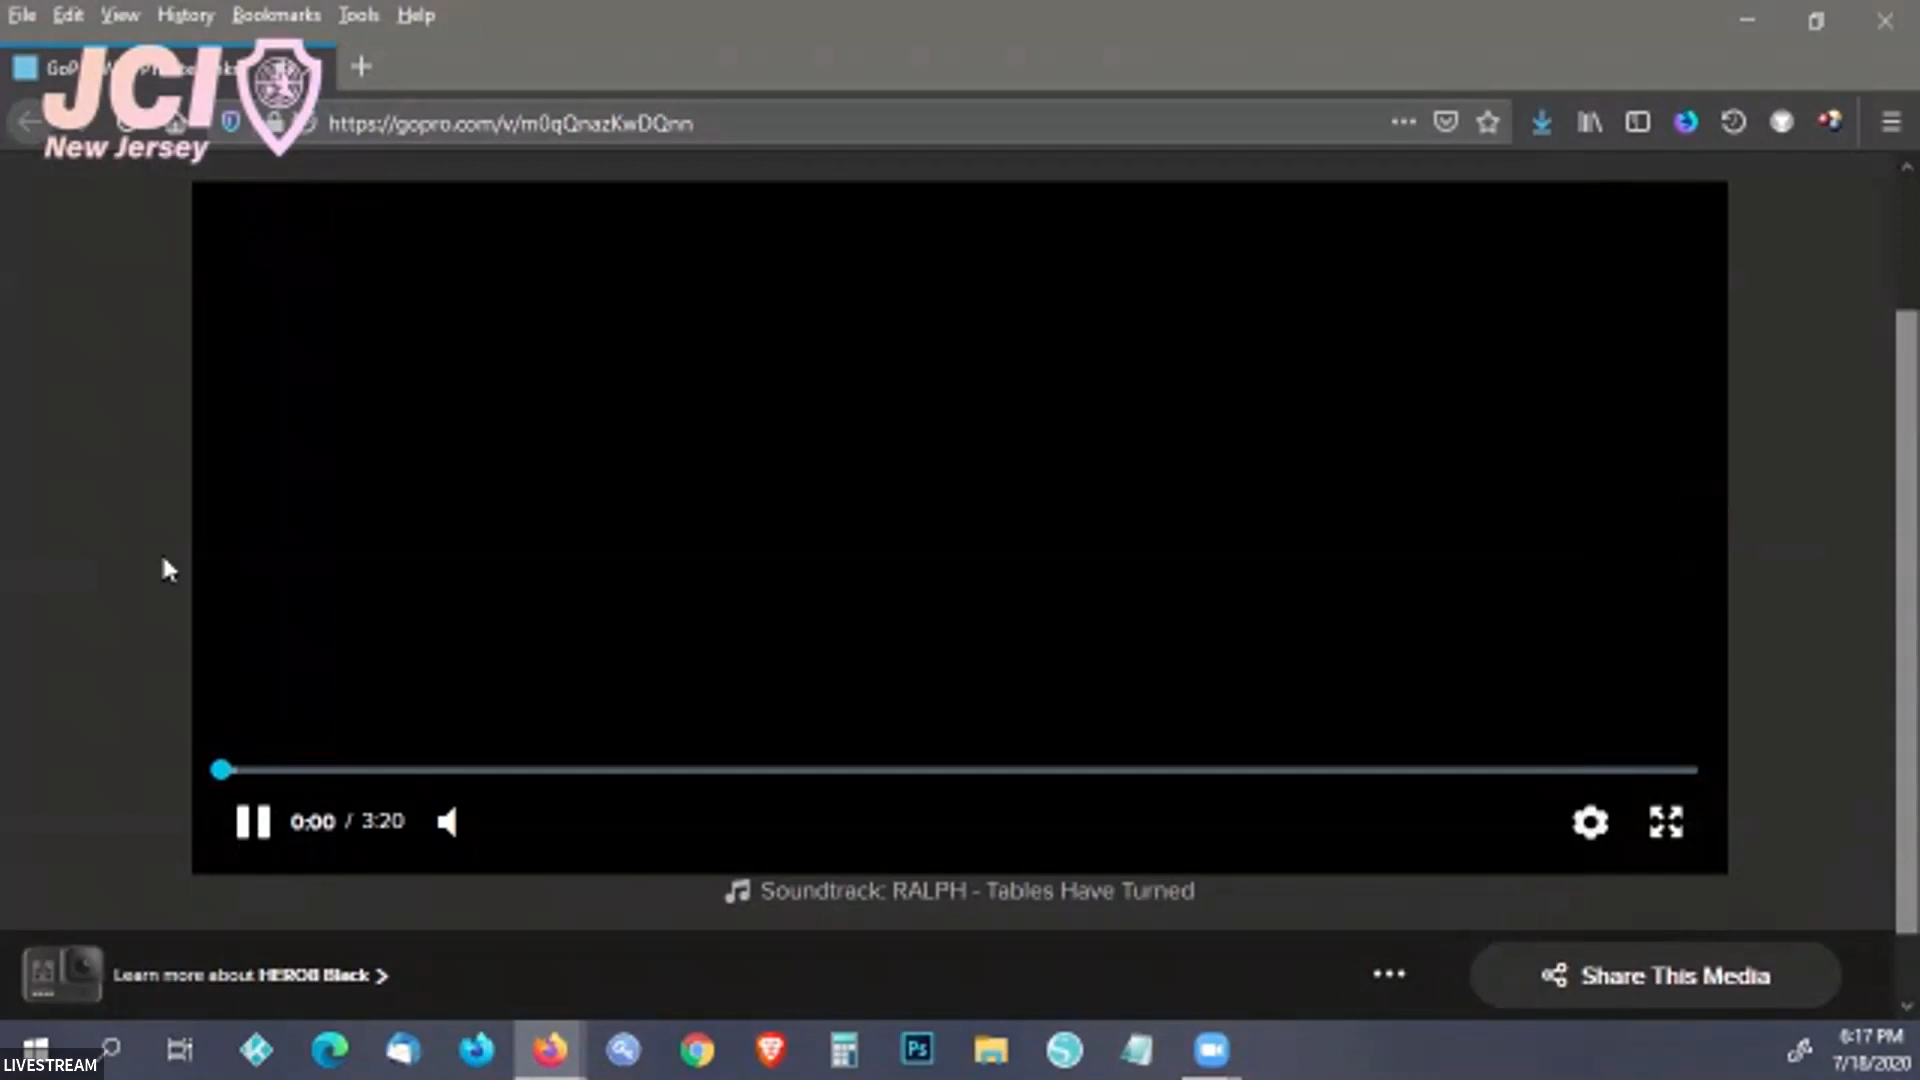 File Edit View History Bookmarks Tools Help
JCI
New Jersey
https://gopro.com/v/m0qQnazKwDQnn
0:00 / 3:20
Soundtrack: RALPH - Tables Have Turned
Learn more about HERO8 Black >
Share This Media
Ps
6:17 PM
7/18/2020
LIVESTREAM